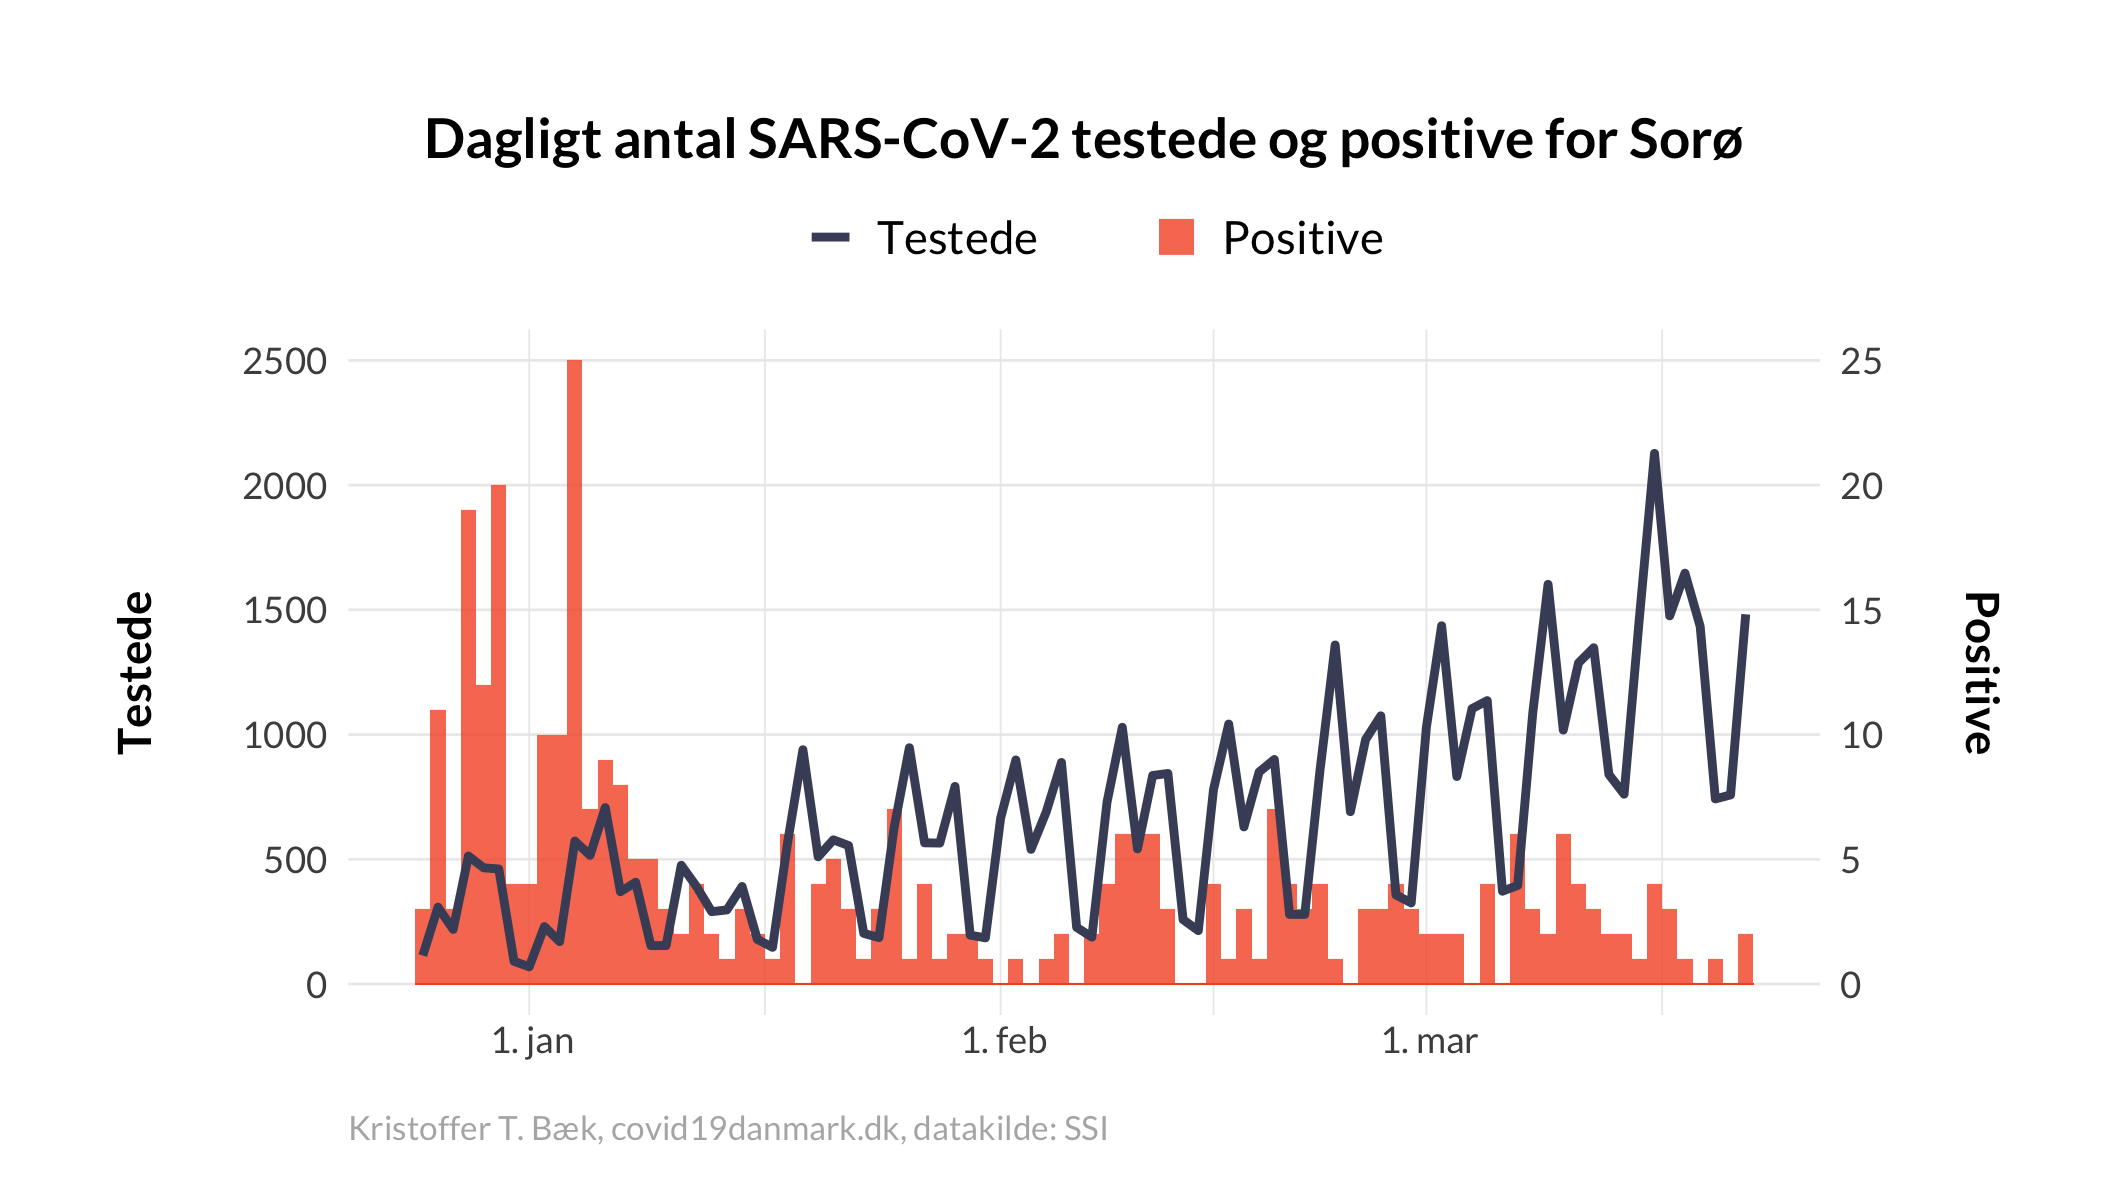 Dagligt antal SARS-CoV-2 testede og positive for Sorø
Testede
Positive
2500
2000
1500
1000
500
0
25
20
15
10
5
0
Testede
Positive
1. jan
1. feb
1. mar
Kristoffer T. Bæk, covid19danmark.dk, datakilde: SSI